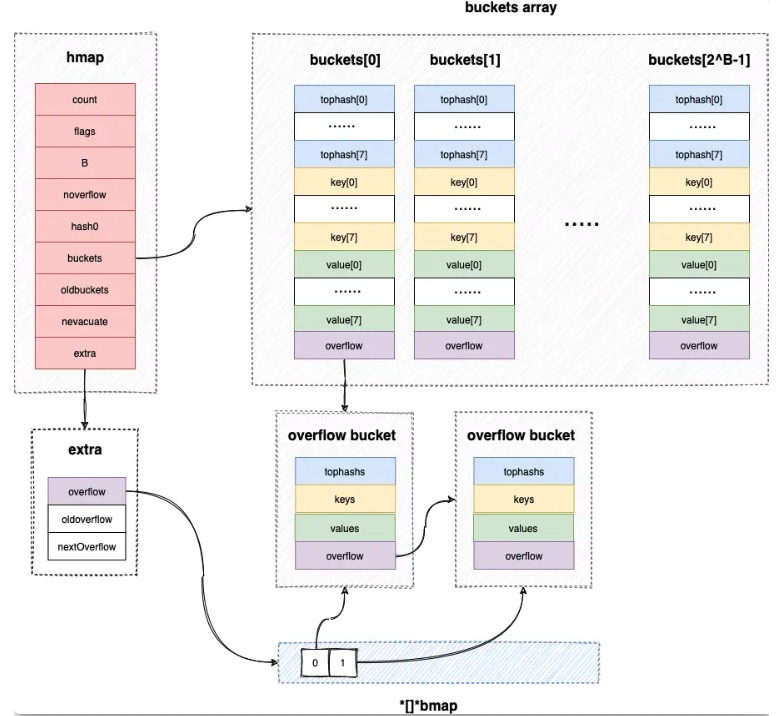 buckets array
hmap
count
flags
B
noverflow
hash0
buckets
oldbuckets
nevacuate
extra
buckets[0]
tophash[0]
......
tophash[7]
key[0]
......
key[7]
value[0]
......
value[7]
overflow
buckets[1]
tophash[0]
......
tophash[7]
key[0]
......
key[7]
value[0]
......
value[7]
overflow
.....
buckets[2^B-1]
tophash[0]
......
tophash[7]
key[0]
......
key[7]
value[0]
......
value[7]
overflow
extra
overflow
oldoverflow
nextOverflow
overflow bucket
tophashs
keys
values
overflow
overflow bucket
tophashs
keys
values
overflow
0 1
*[]*bmap